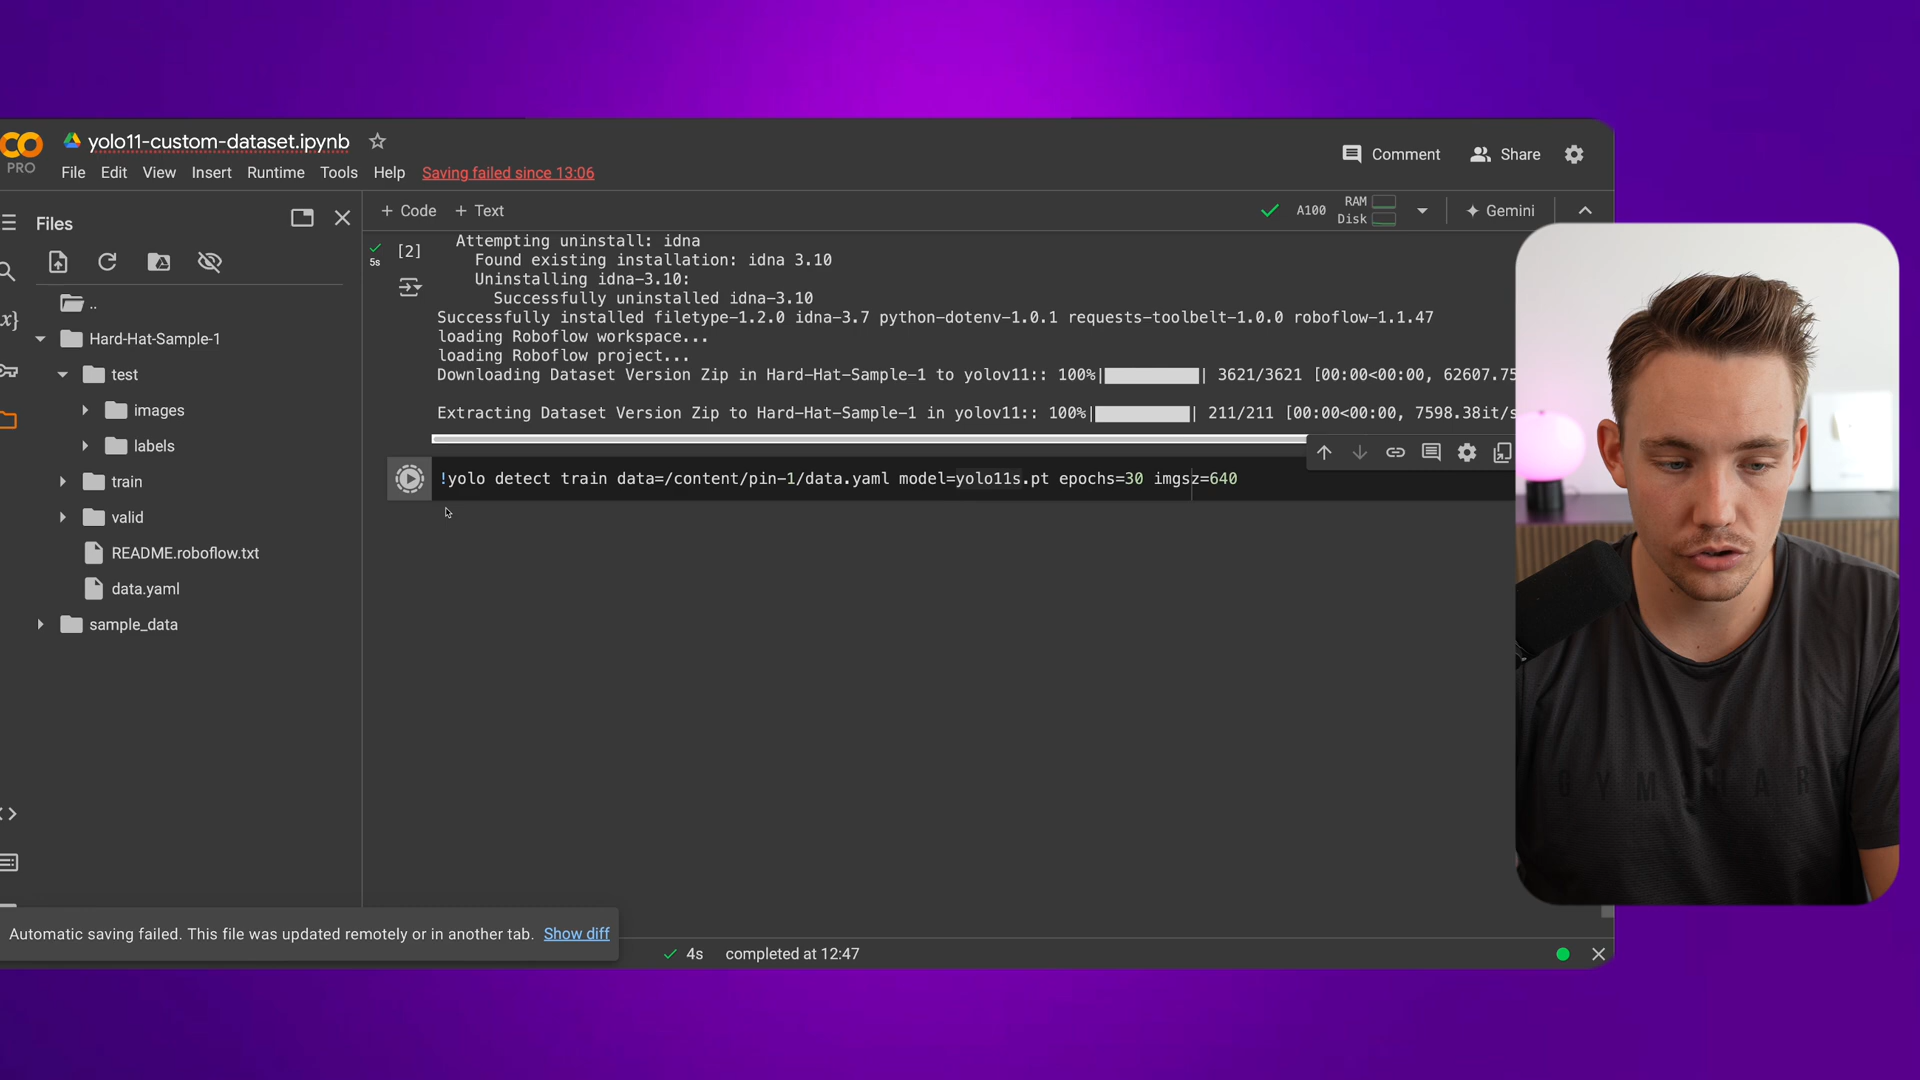 PRO
yolo11-custom-dataset.ipynb
File Edit View Insert Runtime Tools Help Saving failed since 13:06
Comment Share
Files
+ Code + Text
A100 RAM Disk Gemini
..
Hard-Hat-Sample-1
test
images
labels
train
valid
README.roboflow.txt
data.yaml
sample_data
{x}
5s
[2]
Attempting uninstall: idna
Found existing installation: idna 3.10
Uninstalling idna-3.10:
Successfully uninstalled idna-3.10
Successfully installed filetype-1.2.0 idna-3.7 python-dotenv-1.0.1 requests-toolbelt-1.0.0 roboflow-1.1.47
loading Roboflow workspace...
loading Roboflow project...
Downloading Dataset Version Zip in Hard-Hat-Sample-1 to yolov11:: 100%| | 3621/3621 [00:00<00:00, 62607.75
Extracting Dataset Version Zip to Hard-Hat-Sample-1 in yolov11:: 100%| | 211/211 [00:00<00:00, 7598.38it/s
!yolo detect train data=/content/pin-1/data.yaml model=yolo11s.pt epochs=30 imgsz=640
GYMSHAR
Automatic saving failed. This file was updated remotely or in another tab. Show diff
4s completed at 12:47